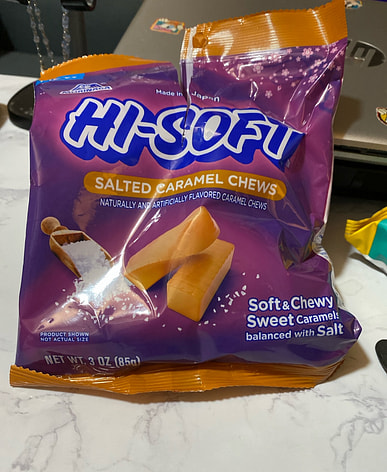 Made in Japan
HI-SOFT
SALTED CARAMEL CHEWS
NATURALLY AND ARTIFICIALLY FLAVORED CARAMEL CHEWS
Soft & Chewy
Sweet Caramels
balanced with Salt
PRODUCT SHOWN
NOT ACTUAL SIZE
NET WT. 3 OZ (85g)